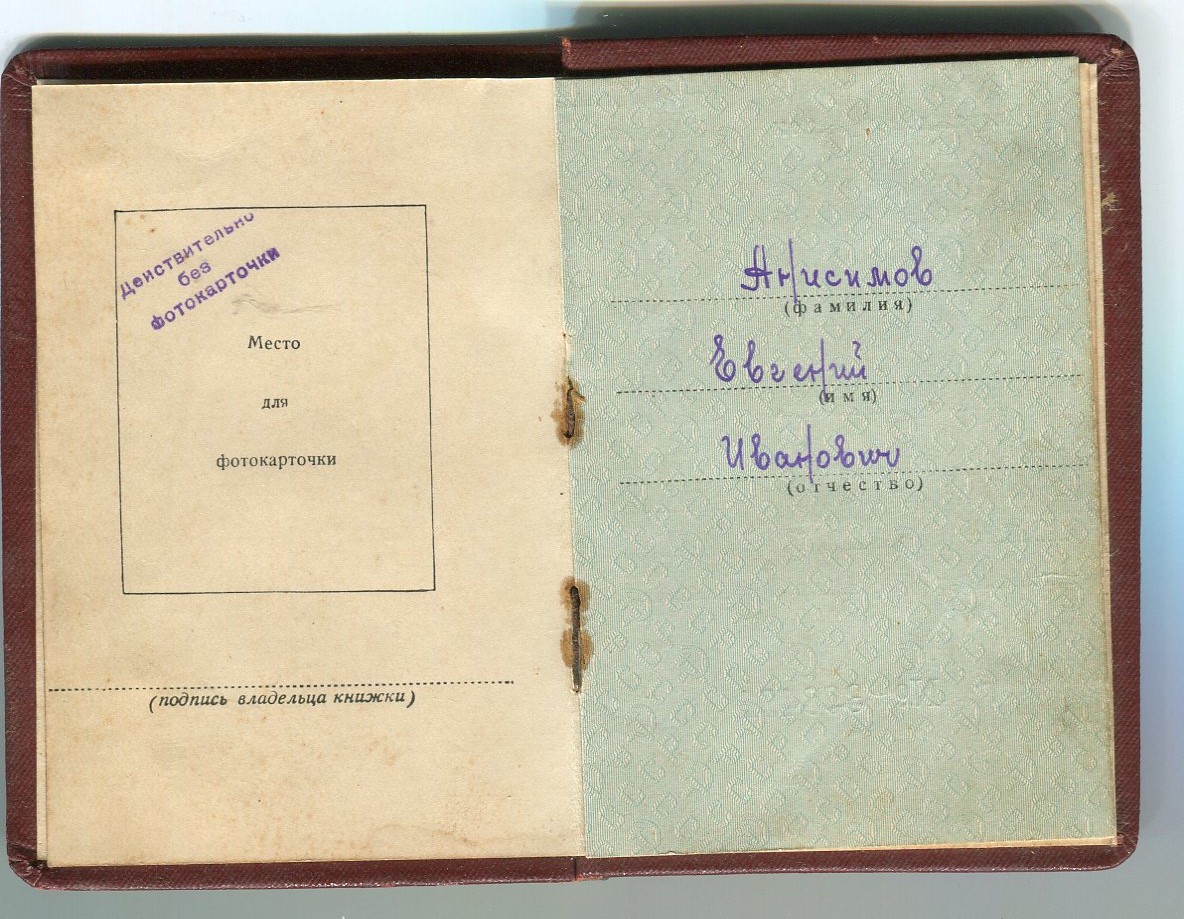 Действительно
без
фотокарточки
Место
для
фотокарточки
(подпись владельца книжки)
Анисимов
(фамилия)
Евгений
(имя)
Иванович
(отчество)